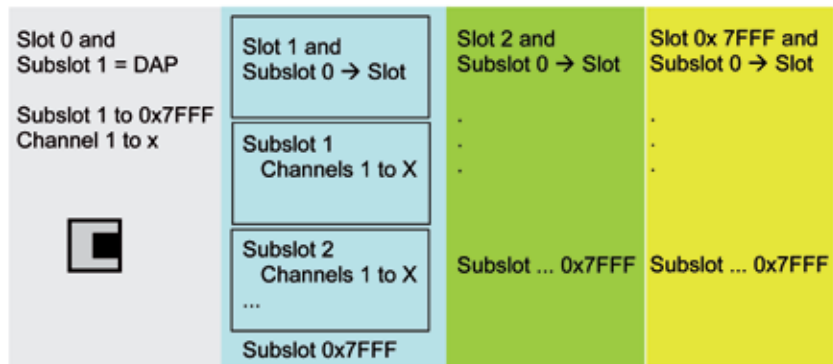 Slot 0 and
Subslot 1 = DAP
Subslot 1 to 0x7FFF
Channel 1 to x
Slot 1 and
Subslot 0 → Slot
Subslot 1
Channels 1 to X
Subslot 2
Channels 1 to X
...
Subslot 0x7FFF
Slot 2 and
Subslot 0 → Slot
.
.
.
Subslot ... 0x7FFF
Slot 0x 7FFF and
Subslot 0 → Slot
.
.
.
Subslot ... 0x7FFF